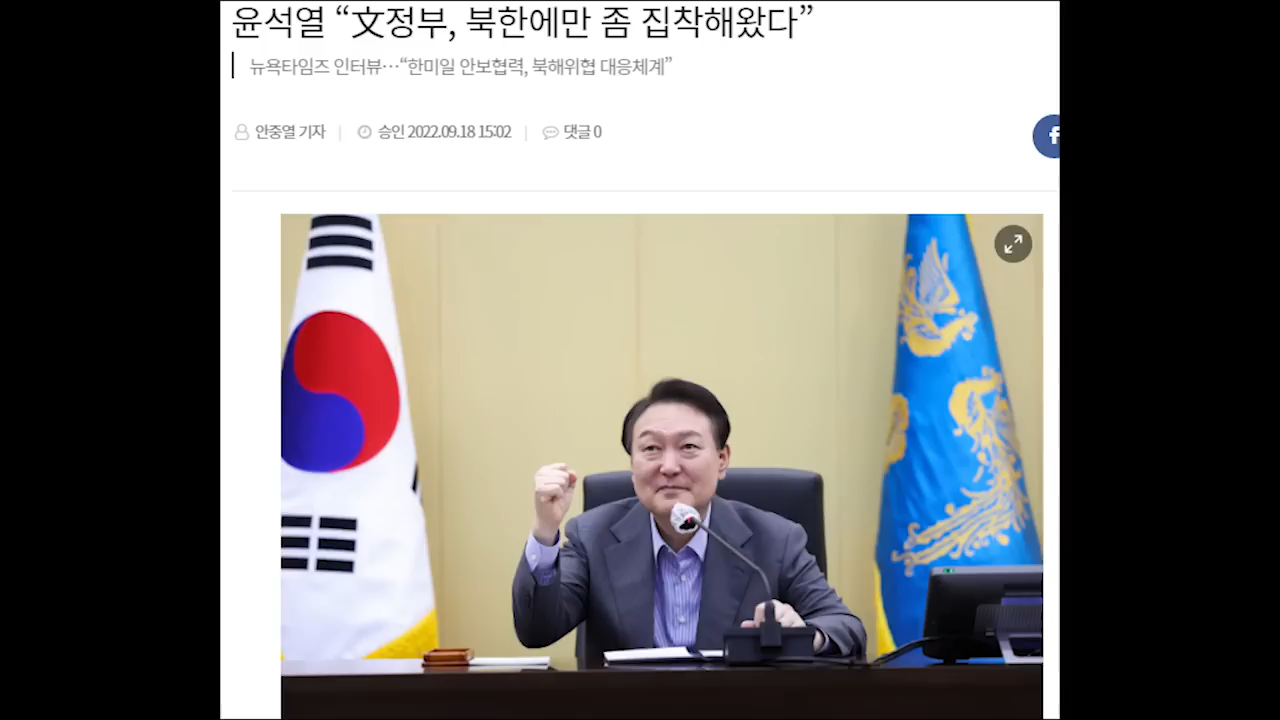 윤석열 “文정부, 북한에만 좀 집착해왔다”
뉴욕타임즈 인터뷰…“한미일 안보협력, 북해위협 대응체계”
안중열 기자 | 승인 2022.09.18 15:02 | 댓글 0
f